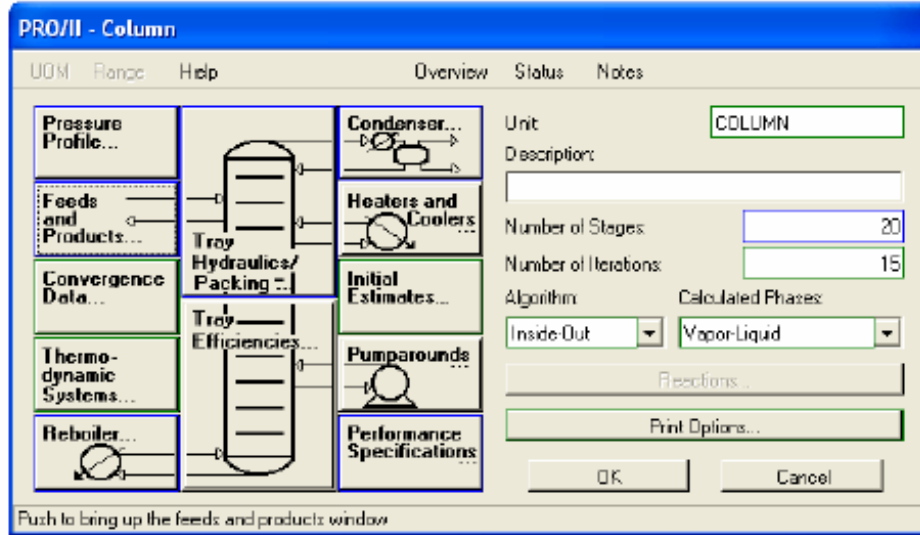 PRO/II - Column
UOM Range Help Overview Status Notes
Pressure
Profile...
Feeds
and
Products...
Convergence
Data...
Thermo-
dynamic
Systems...
Reboiler...
Tray
Hydraulics/
Packing ...
Tray
Efficiencies...
Condenser...
Heaters and
Coolers
...
Initial
Estimates...
Pumparounds
...
Performance
Specifications
...
Unit: COLUMN
Description:
Number of Stages: 20
Number of Iterations: 15
Algorithm: Calculated Phases:
Inside-Out Vapor-Liquid
Reactions...
Print Options...
OK Cancel
Push to bring up the feeds and products window